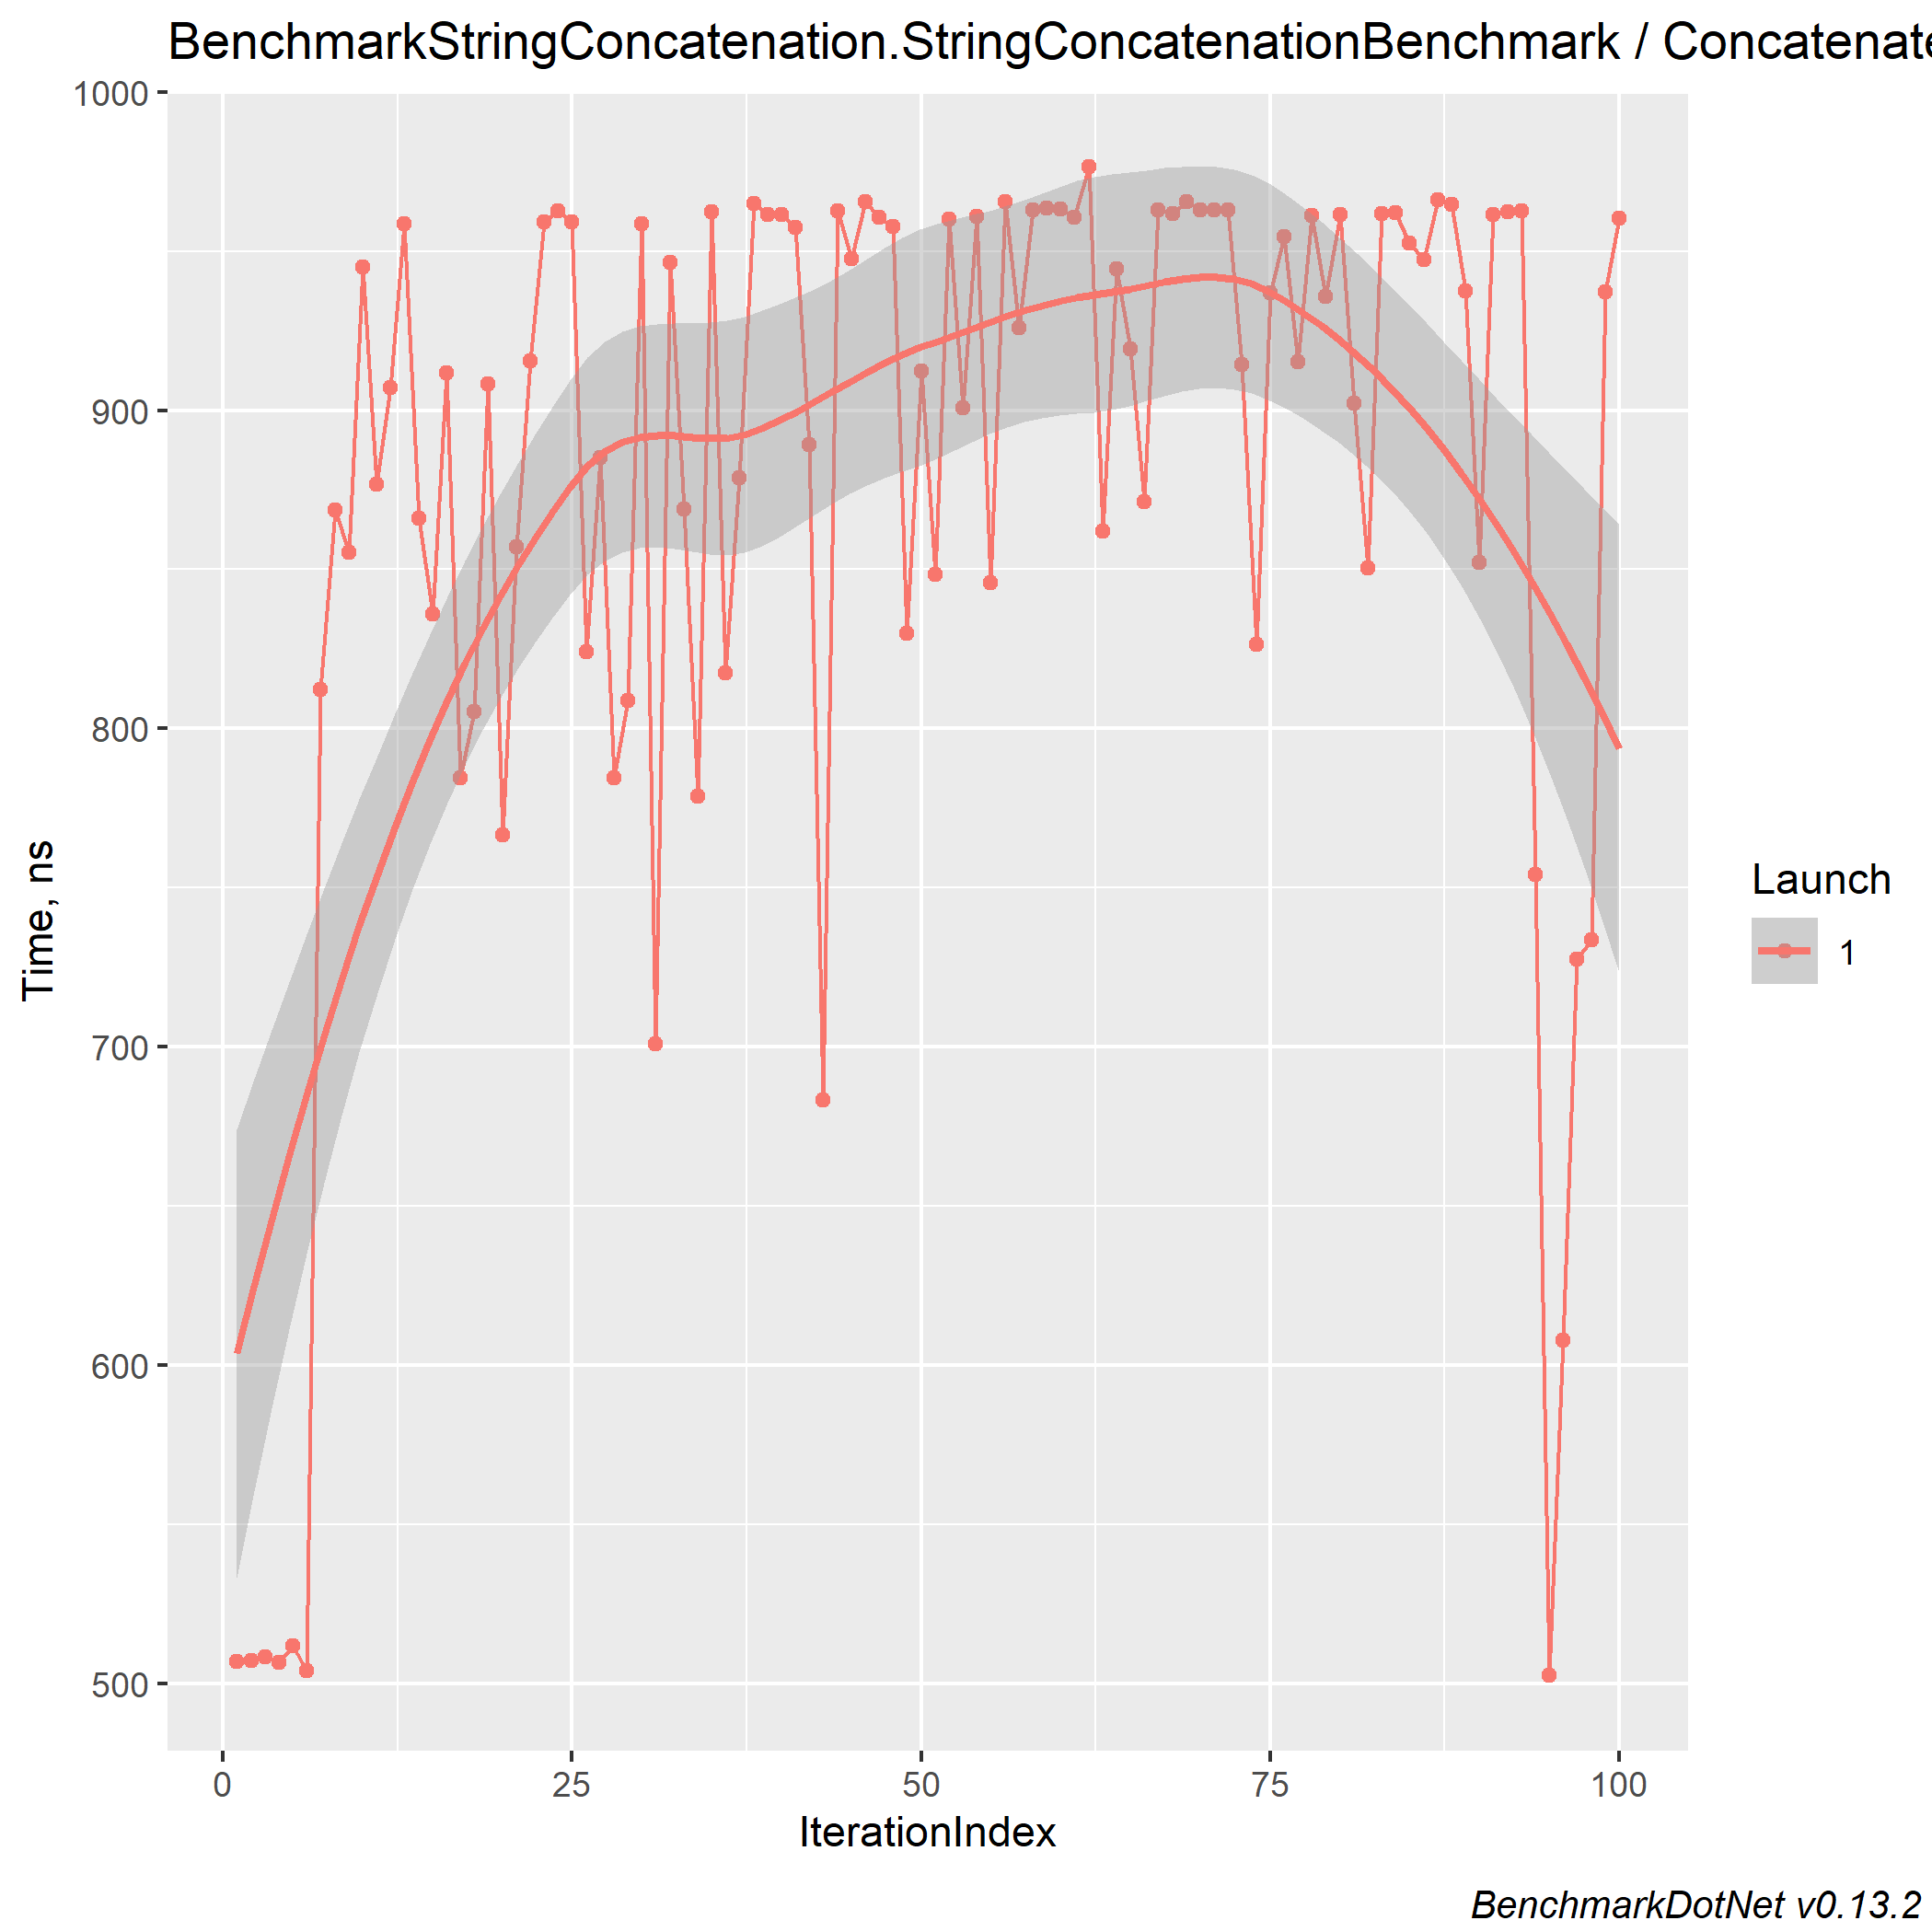 BenchmarkStringConcatenation.StringConcatenationBenchmark / Concatenate
1000
900
800
700
600
500
Time, ns
0 25 50 75 100
IterationIndex
Launch
1
BenchmarkDotNet v0.13.2